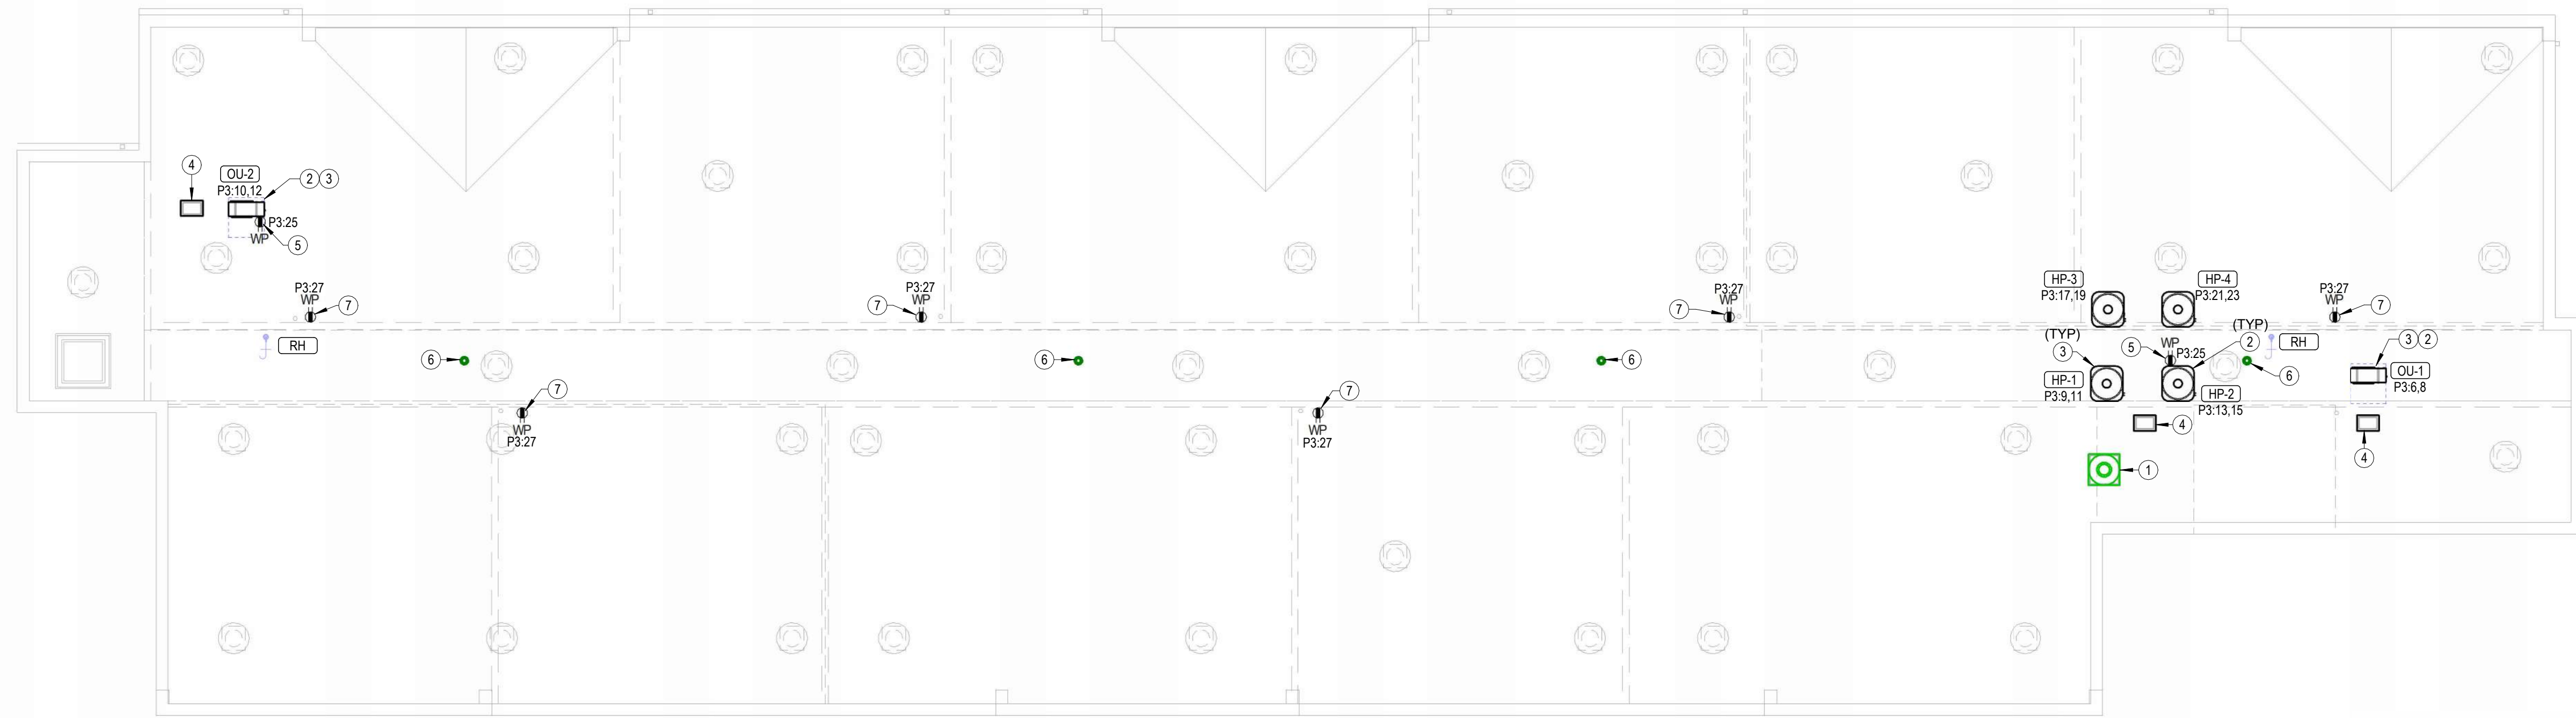 4
OU-2
P3:10,12
2 3
P3:25
WP
5
P3:27
WP
7
RH
6
7
WP
P3:27
P3:27
WP
7
6
7
WP
P3:27
P3:27
WP
7
6
HP-3
P3:17,19
HP-4
P3:21,23
P3:27
WP
7
(TYP)
3
HP-1
P3:9,11
(TYP)
2
WP
5
P3:25
RH
6
HP-2
P3:13,15
3 2
OU-1
P3:6,8
4
4
1